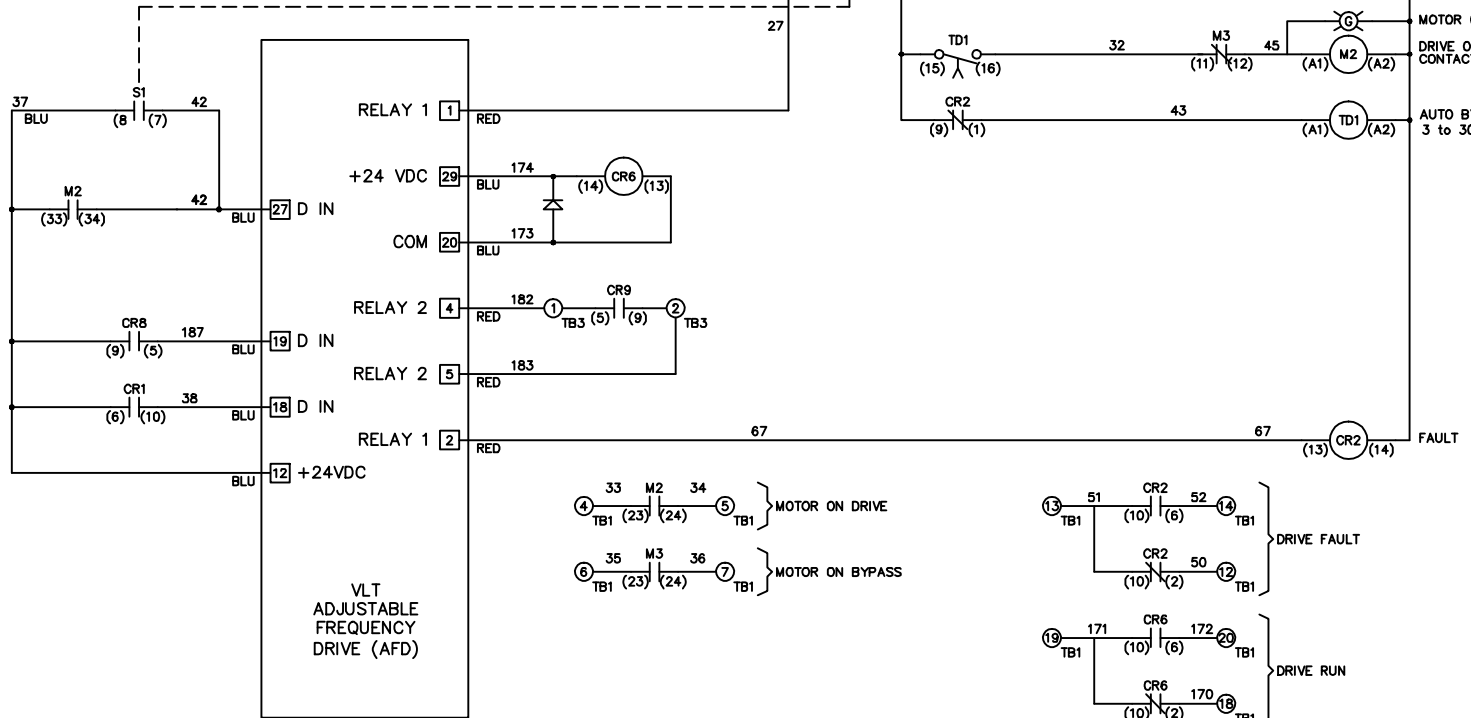 27
G
MOTOR
TD1
32
M3
45
DRIVE O
CONTAC
(15)
(16)
(11)
(12)
(A1)
M2
(A2)
37
BLU
S1
42
(8
(7)
RELAY 1
1
RED
CR2
43
(9)
(1)
(A1)
TD1
(A2)
AUTO B
3 to 30
+24 VDC
29
174
BLU
(14)
CR6
(13)
M2
42
(33)
(34)
BLU
27
D IN
COM
20
173
BLU
RELAY 2
4
182
RED
1
TB3
CR9
(5)
(9)
2
TB3
CR8
187
(9)
(5)
BLU
19
D IN
RELAY 2
5
183
RED
CR1
38
(6)
(10)
BLU
18
D IN
RELAY 1
2
67
RED
67
(13)
CR2
(14)
FAULT
BLU
12
+24VDC
4
TB1
33
M2
34
(23)
(24)
5
TB1
MOTOR ON DRIVE
6
TB1
35
M3
36
(23)
(24)
7
TB1
MOTOR ON BYPASS
13
TB1
51
CR2
52
(10)
(6)
14
TB1
DRIVE FAULT
CR2
50
(10)
(2)
12
TB1
VLT
ADJUSTABLE
FREQUENCY
DRIVE (AFD)
19
TB1
171
CR6
172
(10)
(6)
20
TB1
DRIVE RUN
CR6
170
(10)
(2)
18
TB1